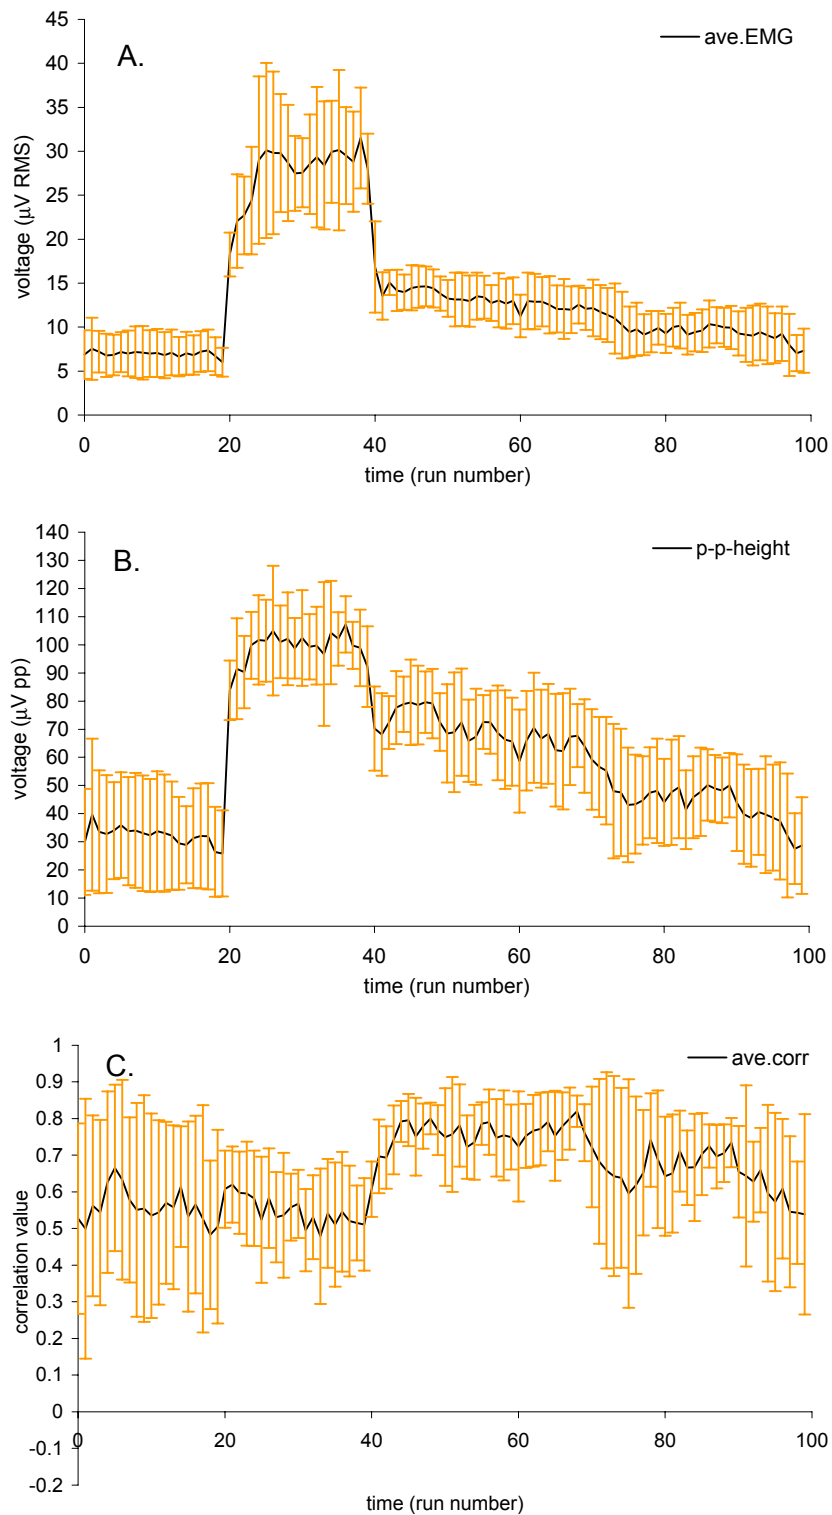 A.
ave.EMG
voltage (μV RMS)
45
40
35
30
25
20
15
10
5
0
0 20 40 60 80 100
time (run number)
B.
p-p-height
voltage (μV pp)
140
130
120
110
100
90
80
70
60
50
40
30
20
10
0
0 20 40 60 80 100
time (run number)
C.
ave.corr
correlation value
1
0.9
0.8
0.7
0.6
0.5
0.4
0.3
0.2
0.1
0
-0.1
-0.2
0 20 40 60 80 100
time (run number)